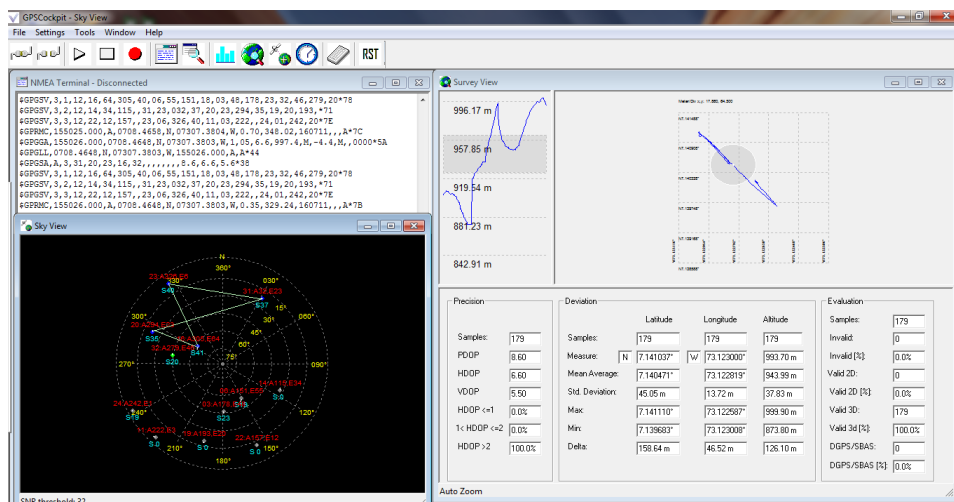 GPSCockpit - Sky View
File Settings Tools Window Help
RST
NMEA Terminal - Disconnected
$GPGSV,3,1,12,16,64,305,40,06,55,151,18,03,48,178,23,32,46,279,20*78
$GPGSV,3,2,12,14,34,115,,31,23,032,37,20,23,294,35,19,20,193,*71
$GPGSV,3,3,12,22,12,157,,23,06,326,40,11,03,222,,24,01,242,20*7E
$GPRMC,155025.000,A,0708.4658,N,07307.3804,W,0.70,348.02,160711,,,A*7C
$GPGGA,155026.000,0708.4648,N,07307.3803,W,1,05,6.6,997.4,M,-4.4,M,,0000*5A
$GPGLL,0708.4648,N,07307.3803,W,155026.000,A,A*44
$GPGSA,A,3,31,20,23,16,32,,,,,,,,8.6,6.6,5.6*38
$GPGSV,3,1,12,16,64,305,40,06,55,151,18,03,48,178,23,32,46,279,20*78
$GPGSV,3,2,12,14,34,115,,31,23,032,37,20,23,294,35,19,20,193,*71
$GPGSV,3,3,12,22,12,157,,23,06,326,40,11,03,222,,24,01,242,20*7E
$GPRMC,155026.000,A,0708.4648,N,07307.3803,W,0.35,329.24,160711,,,A*7B
Survey View
996.17 m
957.85 m
919.54 m
881.23 m
842.91 m
Sky View
N
360°
330°
030°
300°
060°
270°
090°
240°
120°
210°
150°
180°
15°
30°
45°
60°
75°
S40
S37
S35
S41
S20
S19
S23
S:0
S:0
S:0
S:0
SNR threshold: 32
Precision
Samples: 179
PDOP 8.60
HDOP 6.60
VDOP 5.50
HDOP <=1 0.0%
1< HDOP <=2 0.0%
HDOP >2 100.0%
Deviation
Latitude Longitude Altitude
Samples: 179 179 179
Measure: N 7.141037° W 73.123000° 993.70 m
Mean Average: 7.140471° 73.122819° 943.99 m
Std. Deviation: 45.05 m 13.72 m 37.83 m
Max: 7.141110° 73.122587° 999.90 m
Min: 7.139683° 73.123008° 873.80 m
Delta: 158.64 m 46.52 m 126.10 m
Evaluation
Samples: 179
Invalid: 0
Invalid [%]: 0.0%
Valid 2D: 0
Valid 2D [%]: 0.0%
Valid 3D: 179
Valid 3d [%]: 100.0%
DGPS/SBAS: 0
DGPS/SBAS [%]: 0.0%
Auto Zoom